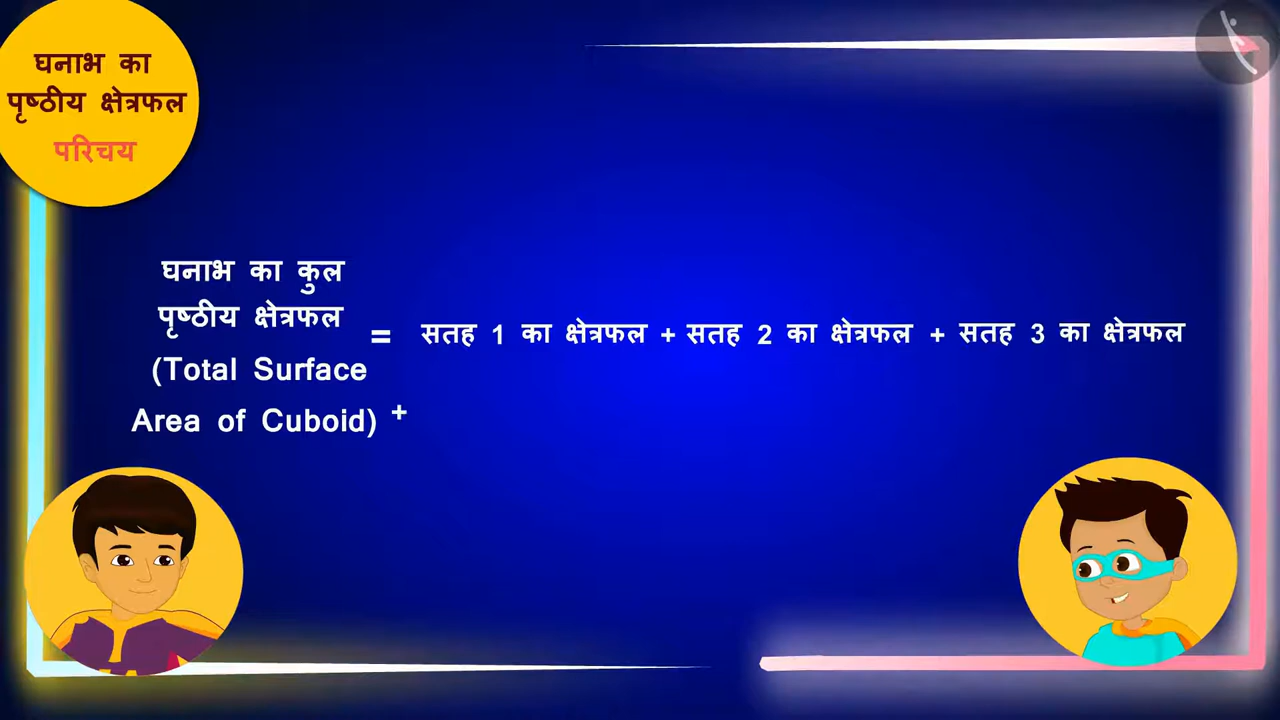 घनाभ का
पृष्ठीय क्षेत्रफल
परिचय
घनाभ का कुल
पृष्ठीय क्षेत्रफल
(Total Surface
Area of Cuboid)
= सतह 1 का क्षेत्रफल + सतह 2 का क्षेत्रफल + सतह 3 का क्षेत्रफल
+